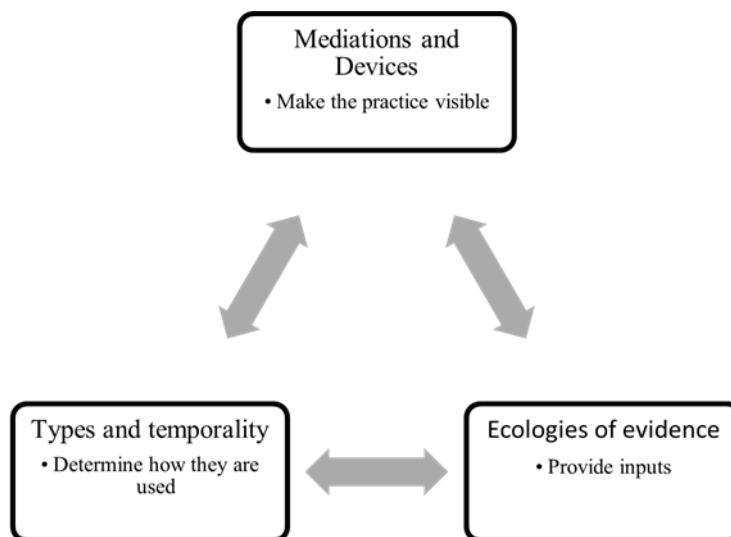 Mediations and
Devices
• Make the practice visible
Types and temporality
• Determine how they are
used
Ecologies of evidence
• Provide inputs